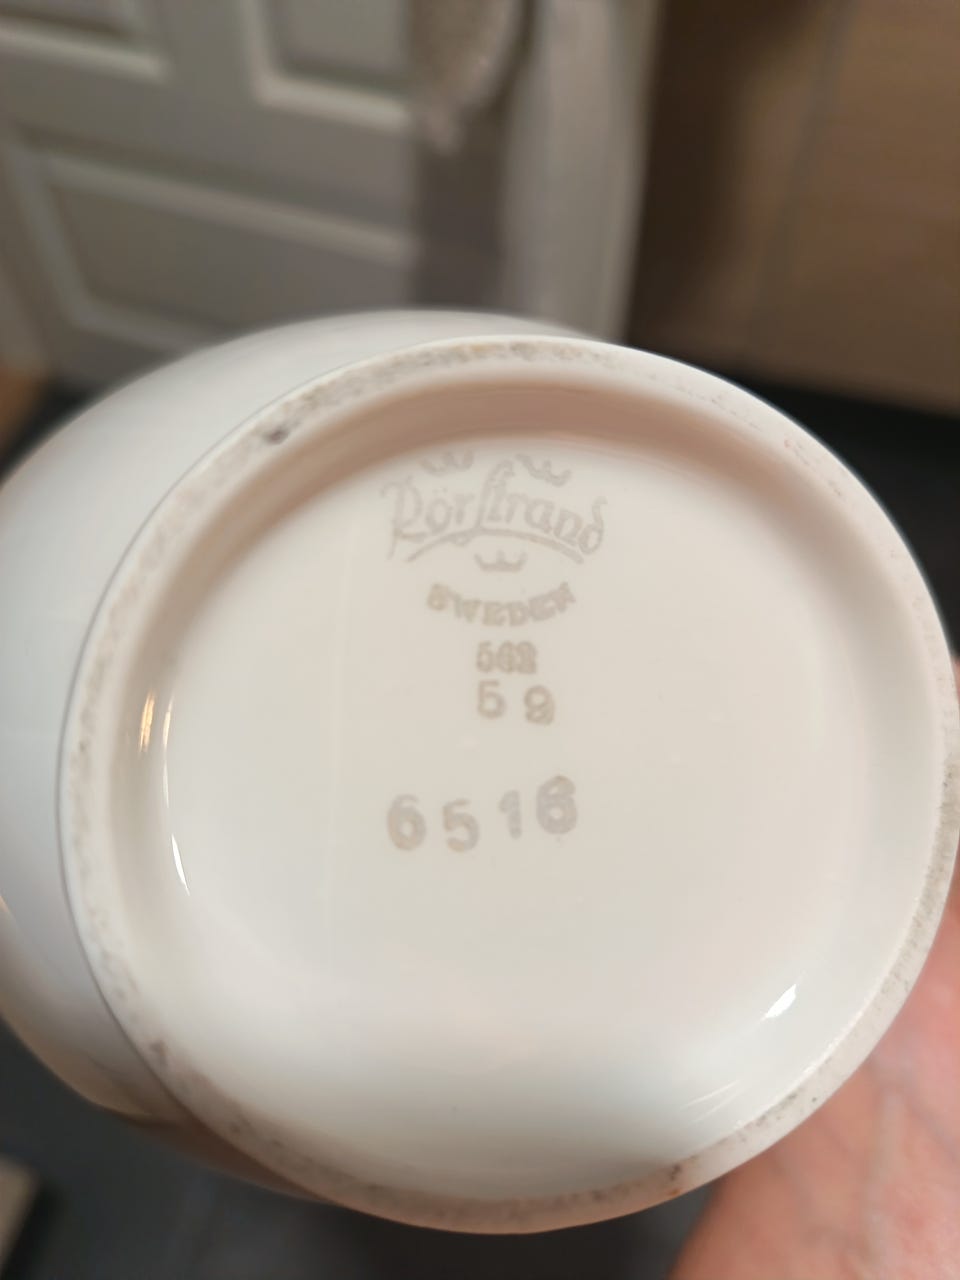 Rörstrand
SWEDEN
562
59
6516